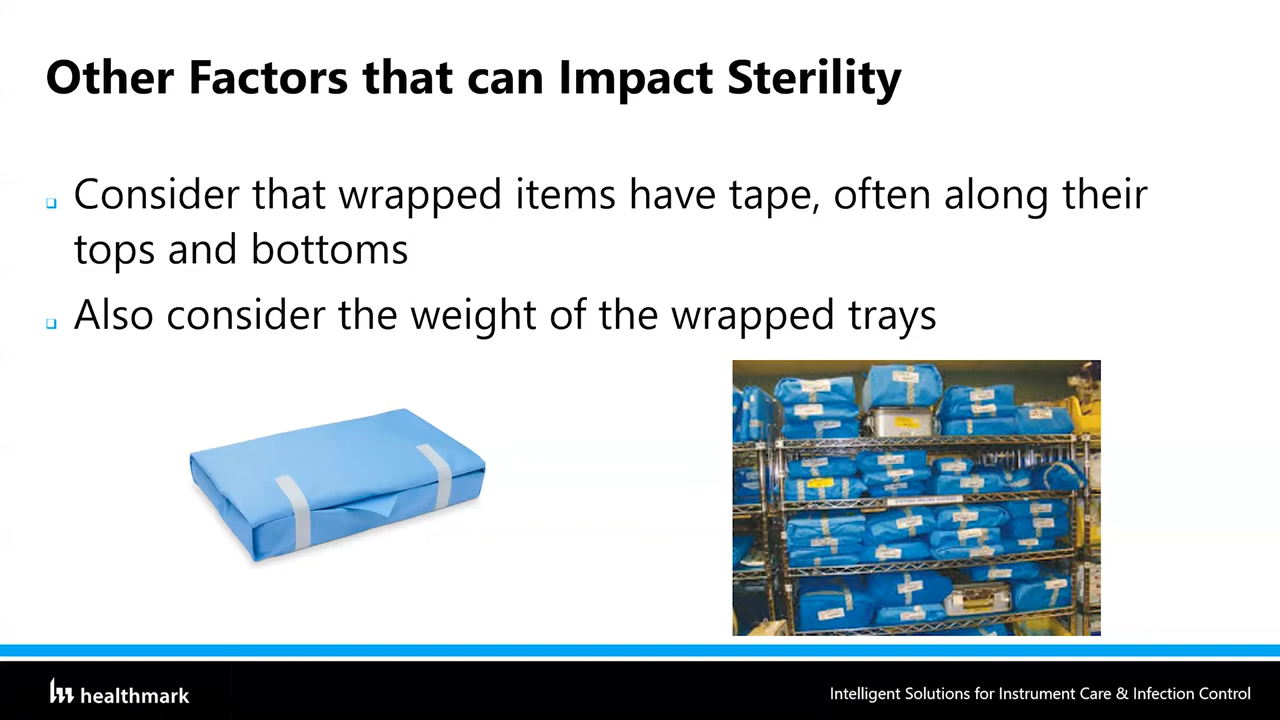 Other Factors that can Impact Sterility
Consider that wrapped items have tape, often along their
tops and bottoms
Also consider the weight of the wrapped trays
healthmark
Intelligent Solutions for Instrument Care & Infection Control